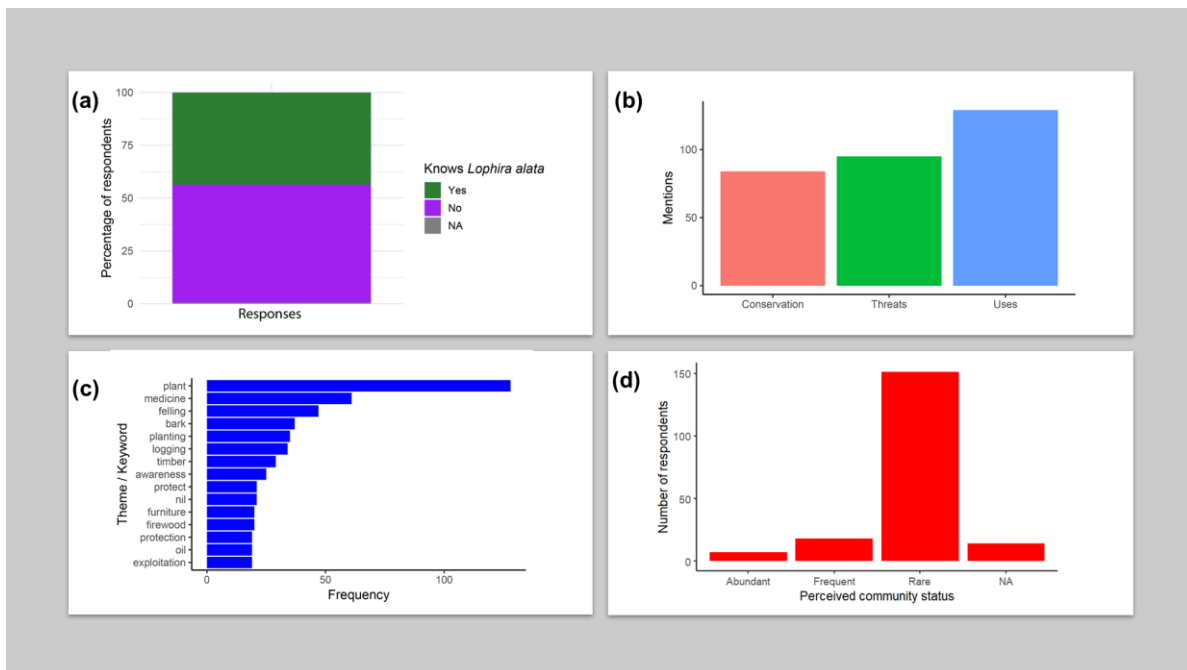 (a)
Percentage of respondents
100
75
50
25
0
Responses
Knows Lophira alata
Yes
No
NA
(b)
Mentions
100
50
0
Conservation Threats Uses
(c)
Theme / Keyword
plant
medicine
felling
bark
planting
logging
timber
awareness
protect
nil
furniture
firewood
protection
oil
exploitation
0 50 100
Frequency
(d)
Number of respondents
150
100
50
0
Abundant Frequent Rare NA
Perceived community status